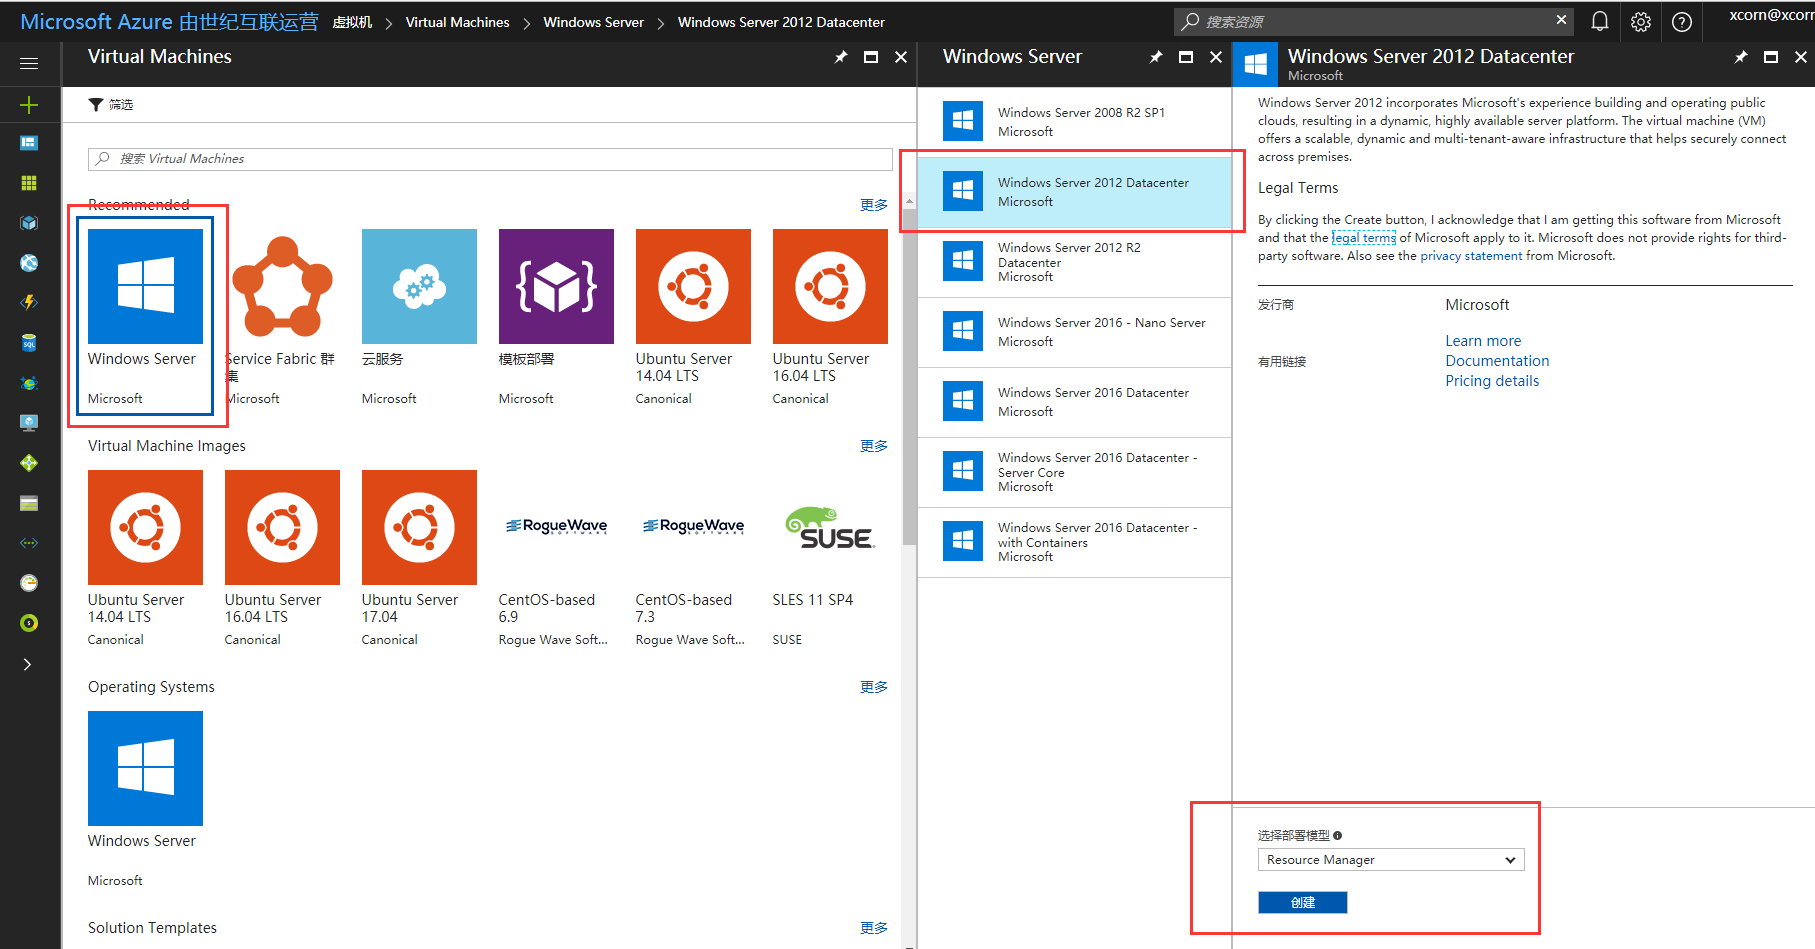 Microsoft Azure 由世纪互联运营
虚拟机 > Virtual Machines > Windows Server > Windows Server 2012 Datacenter
搜索资源
xcorn@xcorr
Virtual Machines
筛选
搜索 Virtual Machines
Recommended
更多
Windows Server
Microsoft
Service Fabric 群
集
Microsoft
云服务
Microsoft
模板部署
Microsoft
Ubuntu Server
14.04 LTS
Canonical
Ubuntu Server
16.04 LTS
Canonical
Virtual Machine Images
更多
Ubuntu Server
14.04 LTS
Canonical
Ubuntu Server
16.04 LTS
Canonical
Ubuntu Server
17.04
Canonical
RogueWave
SOFTWARE
CentOS-based
6.9
Rogue Wave Soft...
RogueWave
SOFTWARE
CentOS-based
7.3
Rogue Wave Soft...
SUSE
SLES 11 SP4
SUSE
Operating Systems
更多
Windows Server
Microsoft
Solution Templates
更多
SQL
Windows Server
Windows Server 2008 R2 SP1
Microsoft
Windows Server 2012 Datacenter
Microsoft
Windows Server 2012 R2
Datacenter
Microsoft
Windows Server 2016 - Nano Server
Microsoft
Windows Server 2016 Datacenter
Microsoft
Windows Server 2016 Datacenter -
Server Core
Microsoft
Windows Server 2016 Datacenter -
with Containers
Microsoft
Windows Server 2012 Datacenter
Microsoft
Windows Server 2012 incorporates Microsoft's experience building and operating public
clouds, resulting in a dynamic, highly available server platform. The virtual machine (VM)
offers a scalable, dynamic and multi-tenant-aware infrastructure that helps securely connect
across premises.
Legal Terms
By clicking the Create button, I acknowledge that I am getting this software from Microsoft
and that the legal terms of Microsoft apply to it. Microsoft does not provide rights for third-
party software. Also see the privacy statement from Microsoft.
发行商
Microsoft
有用链接
Learn more
Documentation
Pricing details
选择部署模型
Resource Manager
创建